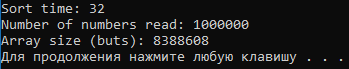 Sort time: 32
Number of numbers read: 1000000
Array size (buts): 8388608
Для продолжения нажмите любую клавишу . . .